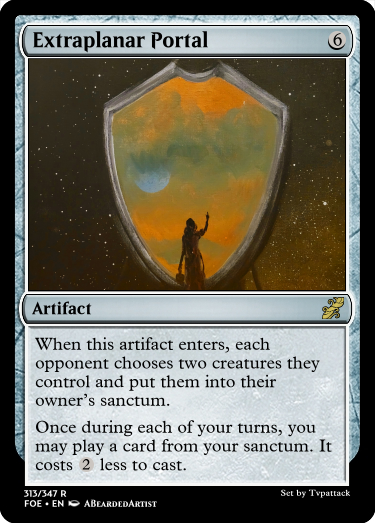 Extraplanar Portal 6
Artifact
When this artifact enters, each
opponent chooses two creatures they
control and put them into their
owner's sanctum.
Once during each of your turns, you
may play a card from your sanctum. It
costs 2 less to cast.
313/347 R
Set by Tvpattack
FOE • EN ABeardedArtist